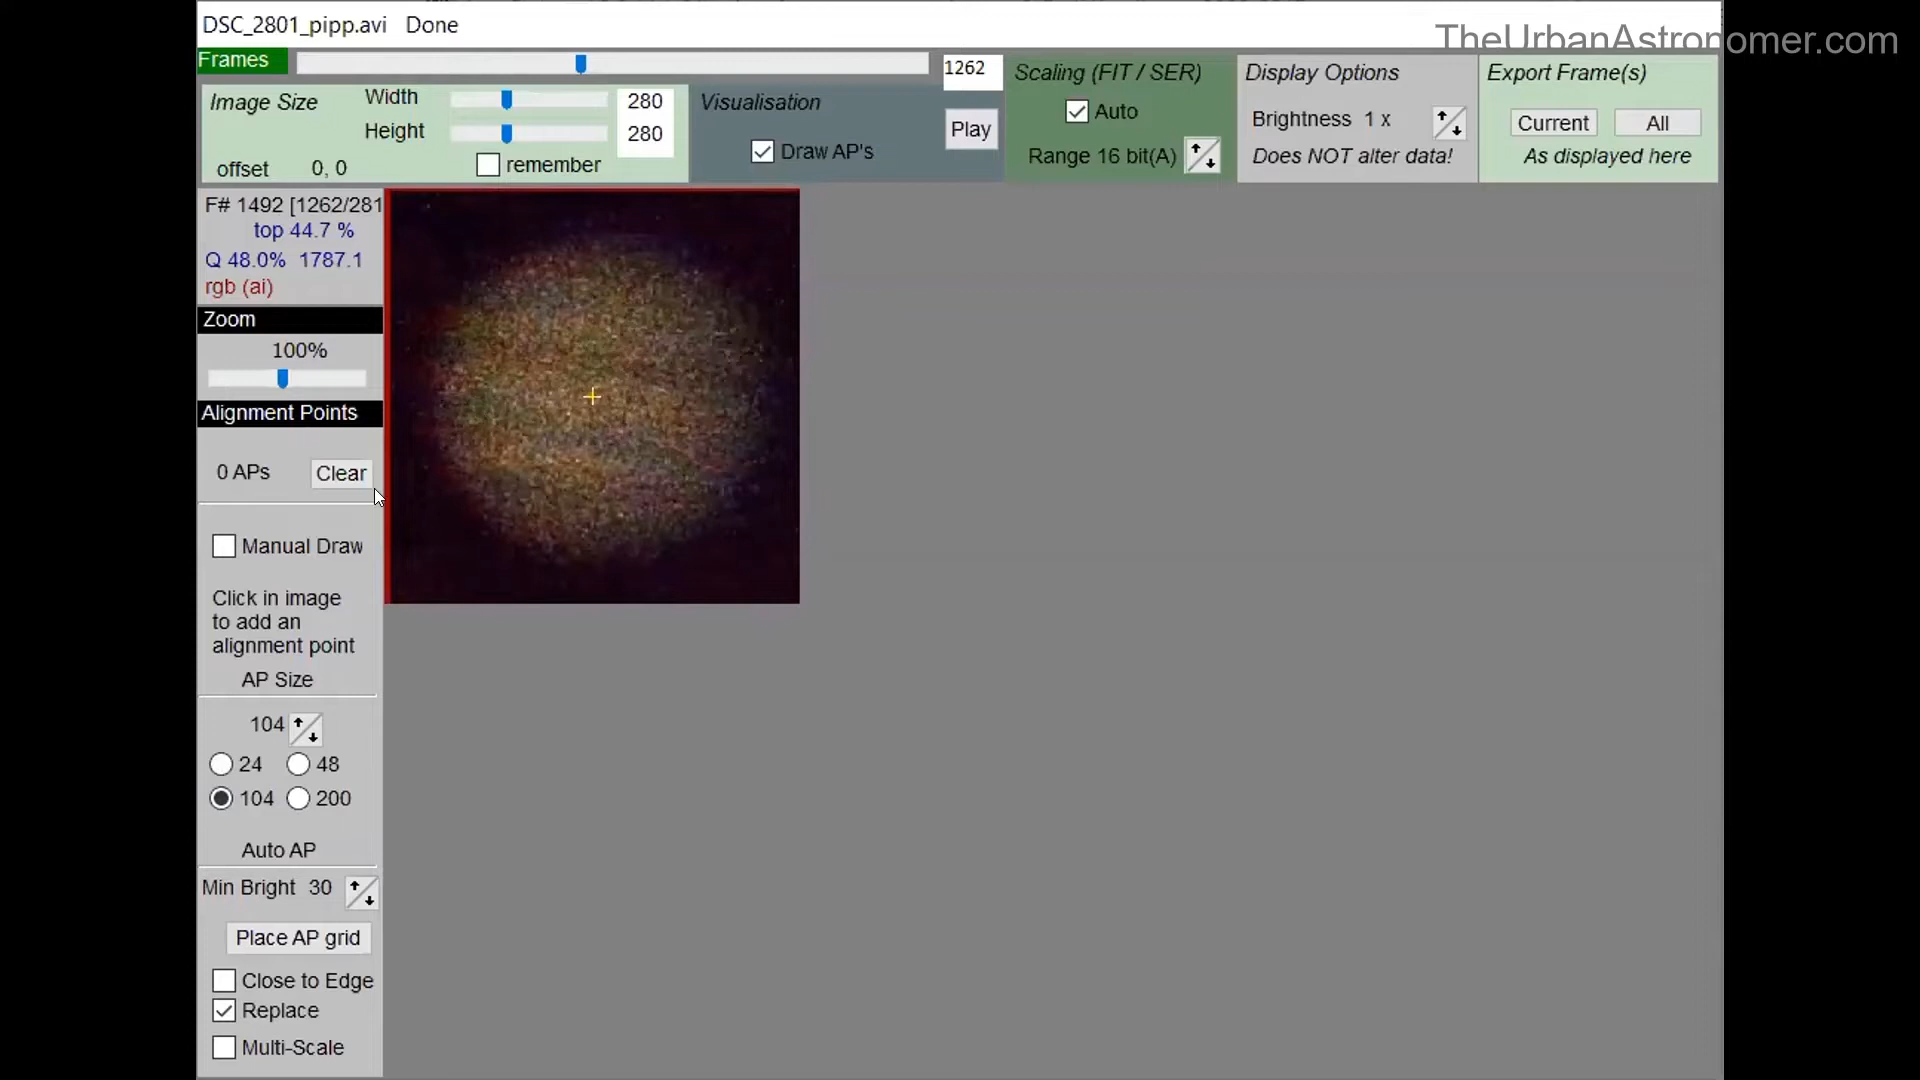 DSC_2801_pipp.avi Done
TheUrbanAstronomer.com
Frames
1262
Scaling (FIT / SER)
Display Options
Export Frame(s)
Image Size
Width
280
Visualisation
Auto
Brightness 1 x
Current
All
Height
280
Play
Draw AP's
Range 16 bit(A)
Does NOT alter data!
As displayed here
offset 0, 0
remember
F# 1492 [1262/281
top 44.7 %
Q 48.0% 1787.1
rgb (ai)
Zoom
100%
Alignment Points
0 APs
Clear
Manual Draw
Click in image
to add an
alignment point
AP Size
104
24
48
104
200
Auto AP
Min Bright 30
Place AP grid
Close to Edge
Replace
Multi-Scale